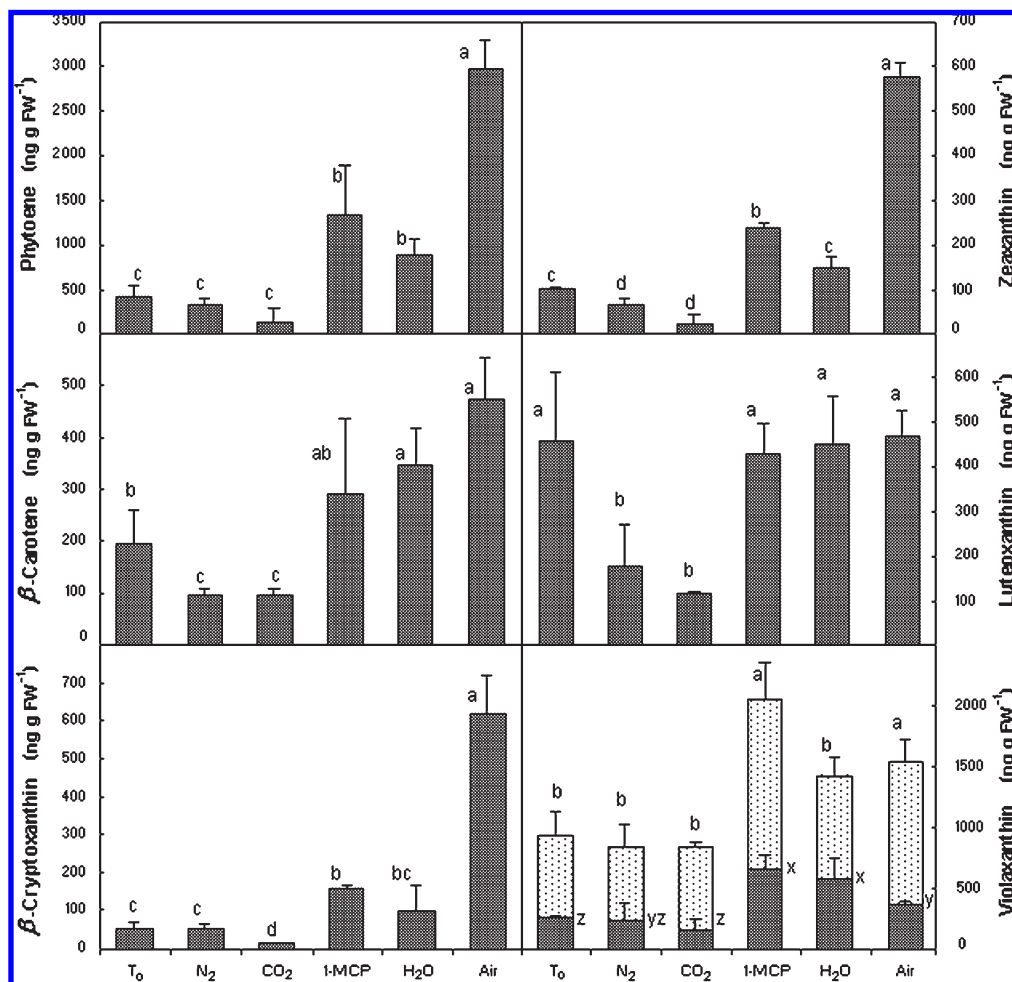 Phytoene (ng g FW⁻¹)
3500
3000
2500
2000
1500
1000
500
0
c
c
c
b
b
a
700
600
500
400
300
200
100
0
Zeaxanthin (ng g FW⁻¹)
c
d
d
b
c
a
β-Carotene (ng g FW⁻¹)
500
400
300
200
100
0
b
c
c
ab
a
a
600
500
400
300
200
100
Luteoxanthin (ng g FW⁻¹)
a
b
b
a
a
a
β-Cryptoxanthin (ng g FW⁻¹)
700
600
500
400
300
200
100
0
c
c
d
b
bc
a
2000
1500
1000
500
0
Violaxanthin (ng g FW⁻¹)
b
b
b
a
b
a
z
yz
z
x
x
y
T₀ N₂ CO₂ 1-MCP H₂O Air
T₀ N₂ CO₂ 1-MCP H₂O Air